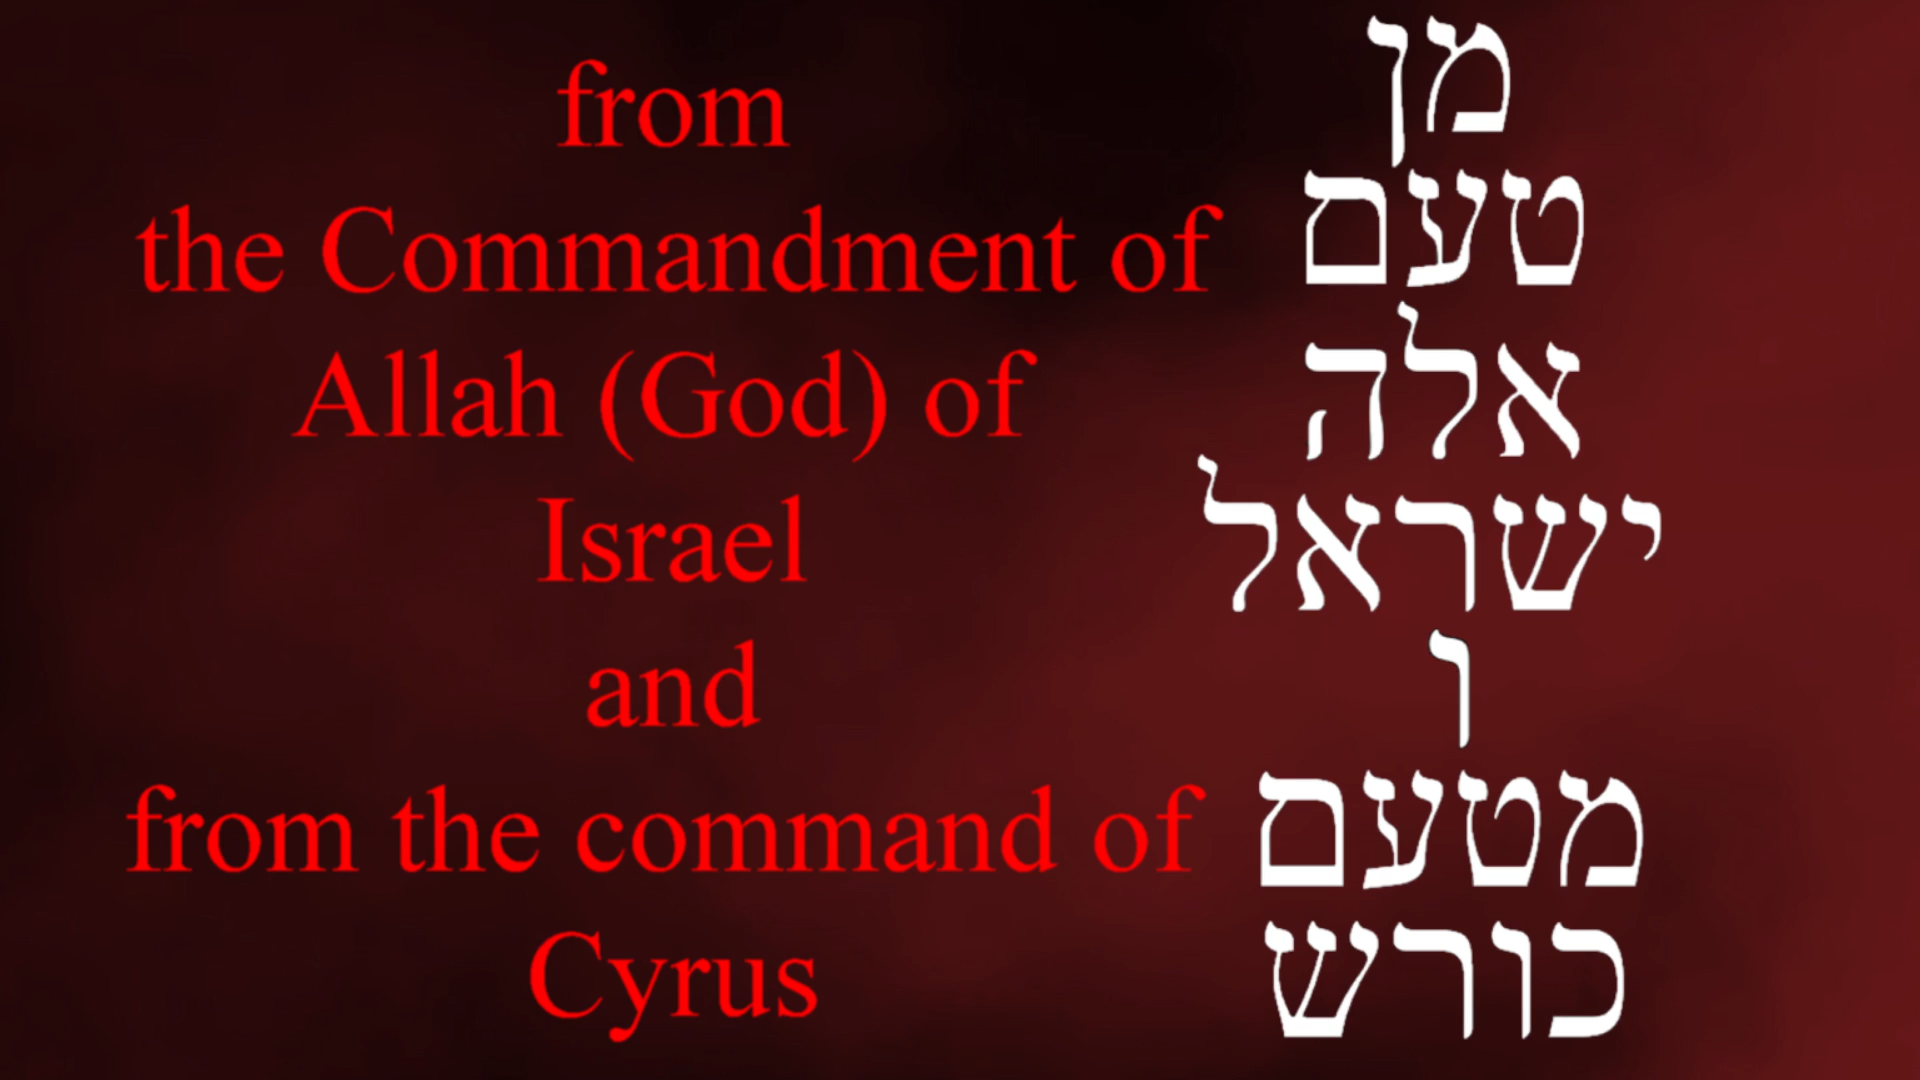 from מן
the Commandment of טעם
Allah (God) of אלה
Israel ישראל
and ו
from the command of מטעם
Cyrus כורש